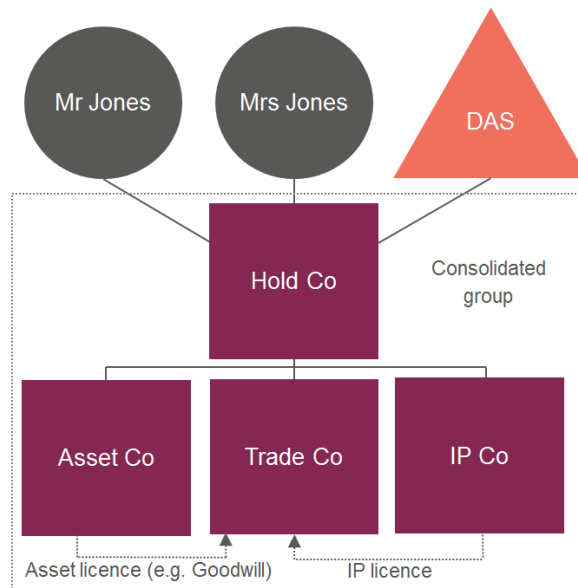 Mr Jones
Mrs Jones
DAS
Hold Co
Consolidated
group
Asset Co
Trade Co
IP Co
Asset licence (e.g. Goodwill)
IP licence